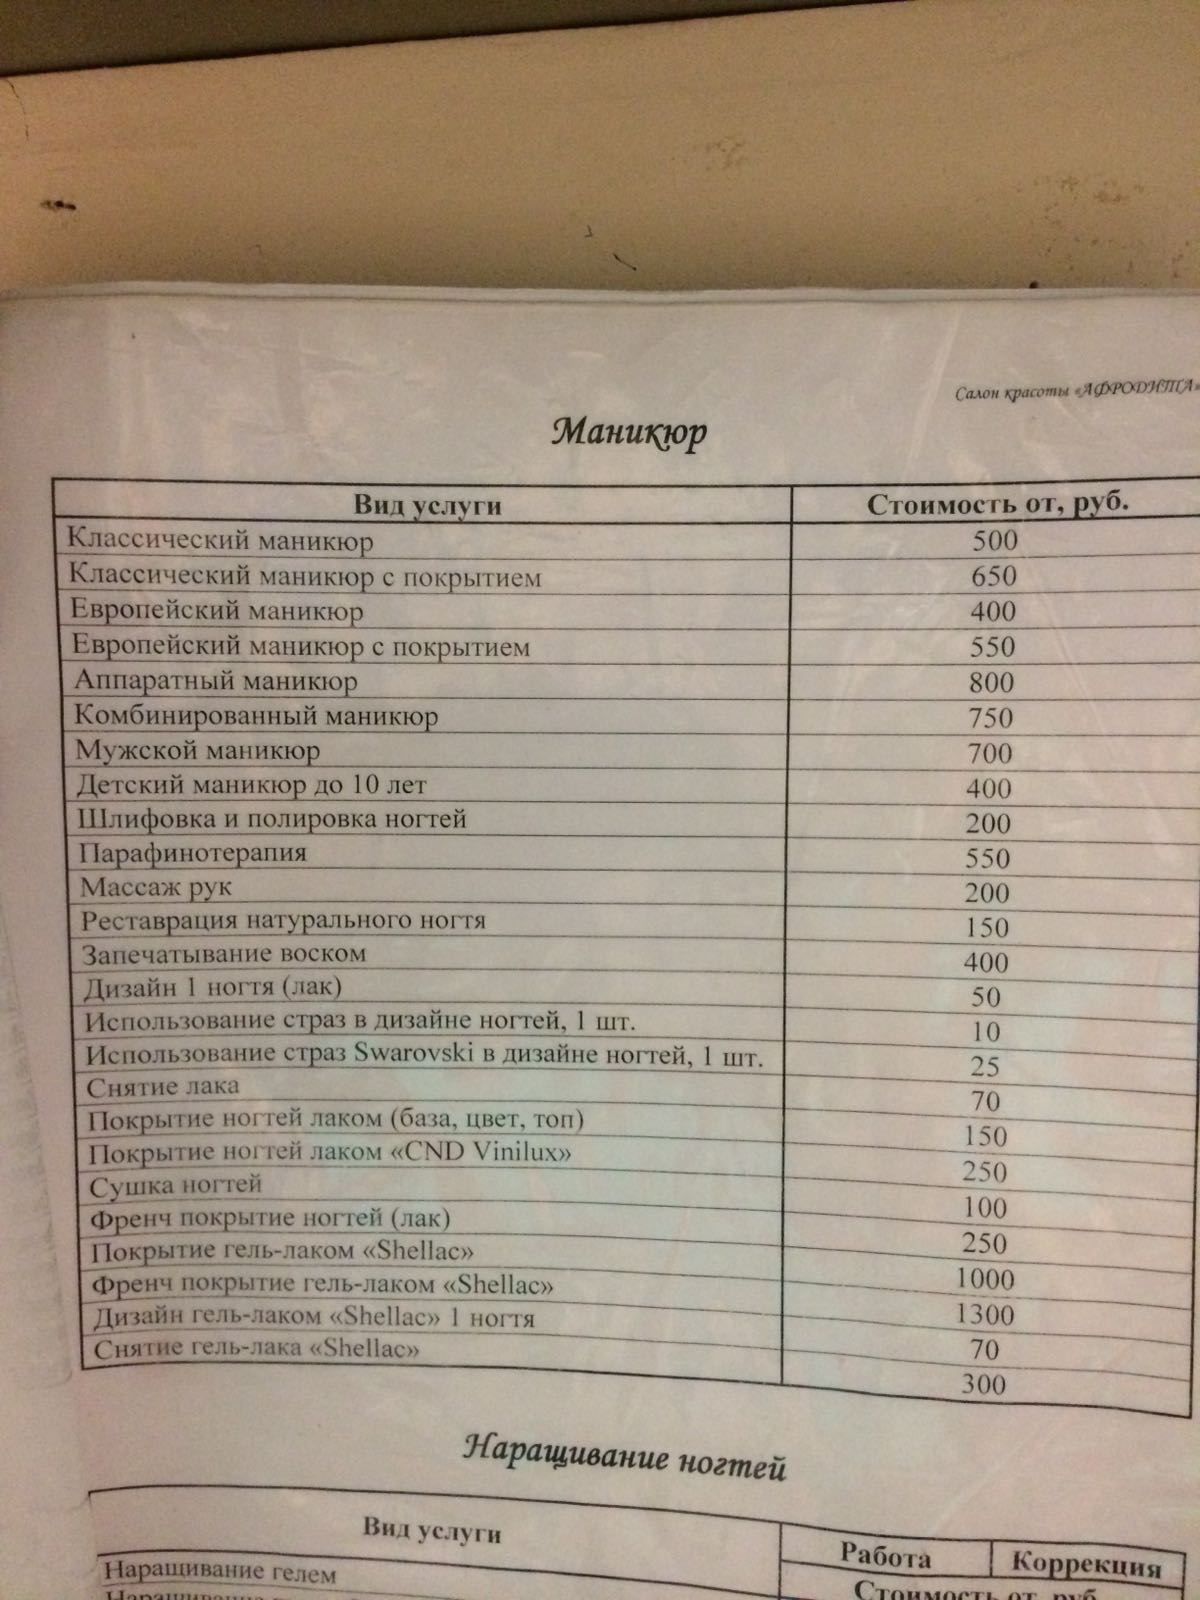 Салон красоты «АФРОДИТА»
Маникюр
Вид услуги Стоимость от, руб.
Классический маникюр 500
Классический маникюр с покрытием 650
Европейский маникюр 400
Европейский маникюр с покрытием 550
Аппаратный маникюр 800
Комбинированный маникюр 750
Мужской маникюр 700
Детский маникюр до 10 лет 400
Шлифовка и полировка ногтей 200
Парафинотерапия 550
Массаж рук 200
Реставрация натурального ногтя 150
Запечатывание воском 400
Дизайн 1 ногтя (лак) 50
Использование страз в дизайне ногтей, 1 шт. 10
Использование страз Swarovski в дизайне ногтей, 1 шт. 25
Снятие лака 70
Покрытие ногтей лаком (база, цвет, топ) 150
Покрытие ногтей лаком «CND Vinilux» 250
Сушка ногтей 100
Френч покрытие ногтей (лак) 250
Покрытие гель-лаком «Shellac» 1000
Френч покрытие гель-лаком «Shellac» 1300
Дизайн гель-лаком «Shellac» 1 ногтя 70
Снятие гель-лака «Shellac» 300
Наращивание ногтей
Вид услуги Работа Коррекция
Стоимость от, руб.
Наращивание гелем
Наращивание